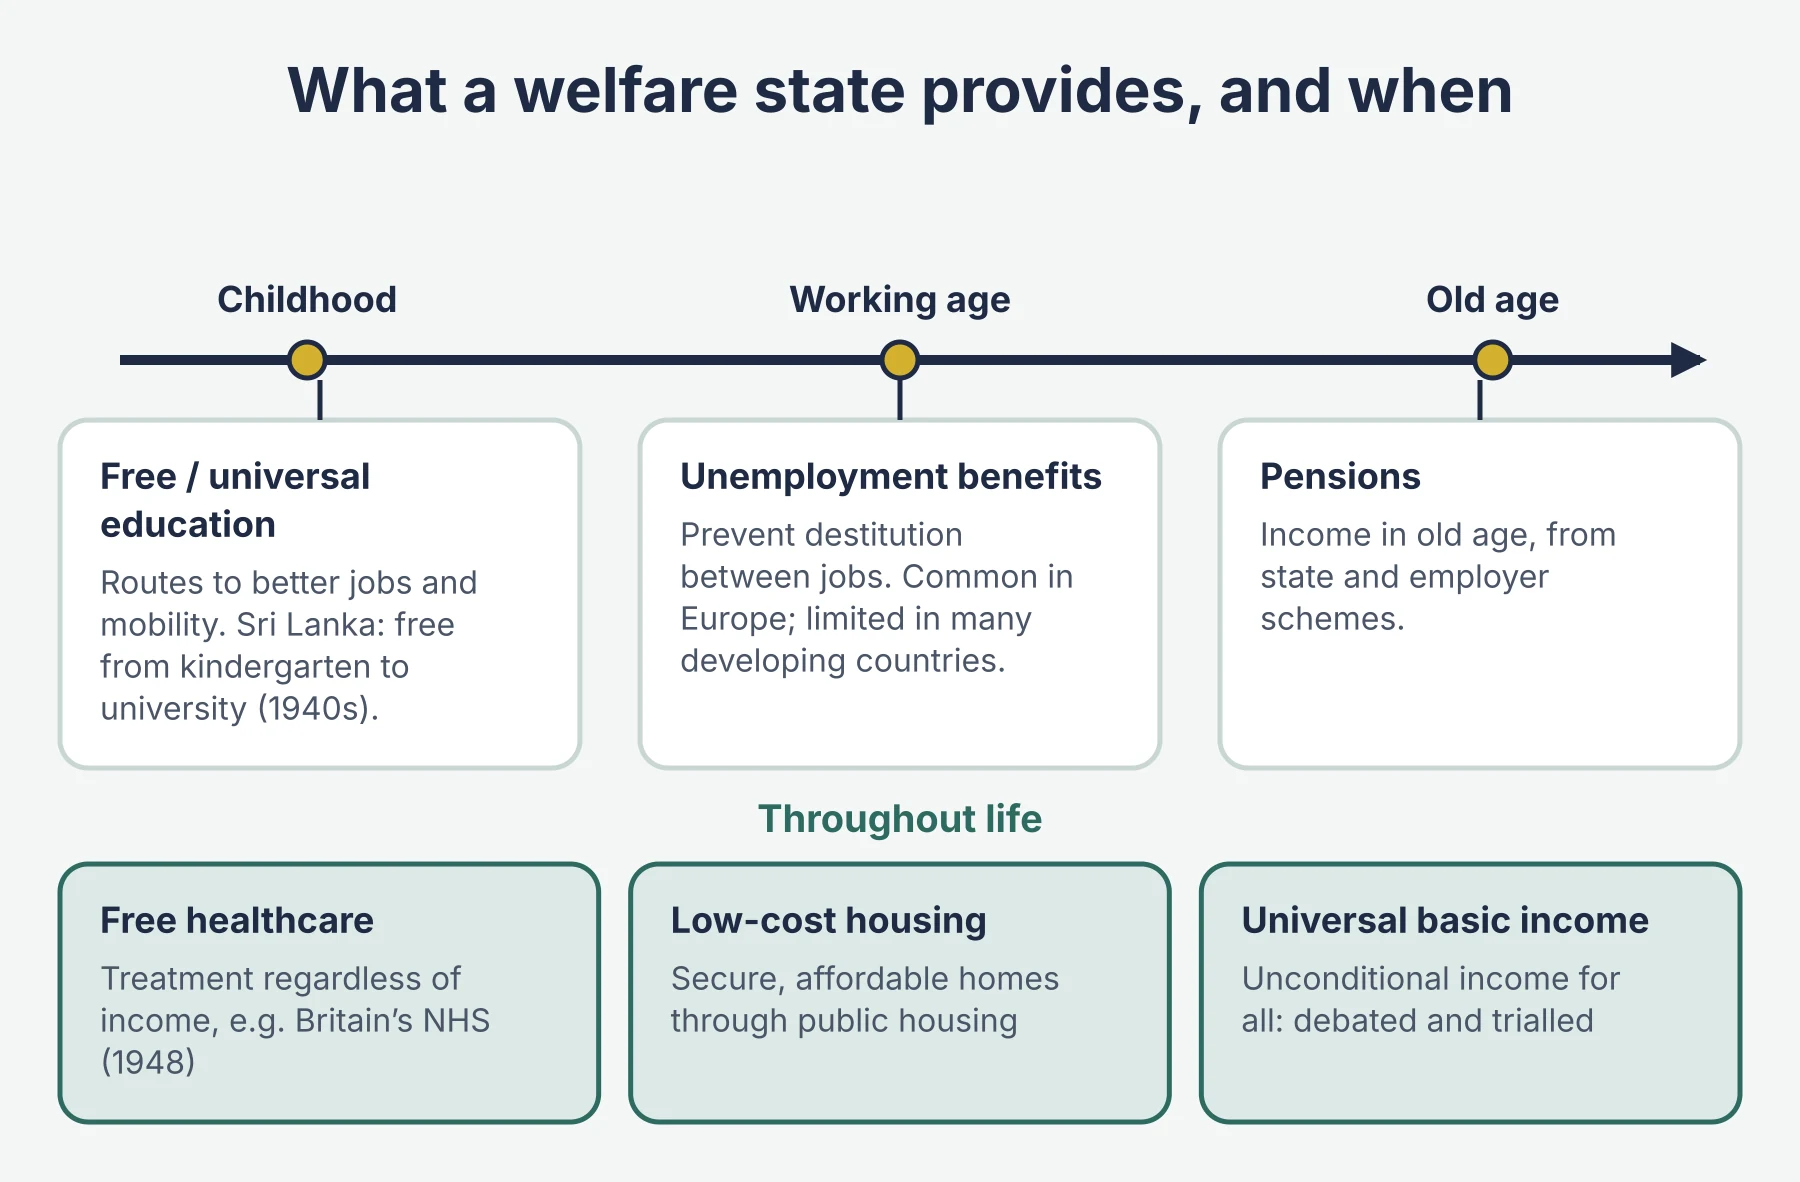 What a welfare state provides, and when
Childhood
Working age
Old age
Free / universal
education
Routes to better jobs and
mobility. Sri Lanka: free
from kindergarten to
university (1940s).
Unemployment benefits
Prevent destitution
between jobs. Common in
Europe; limited in many
developing countries.
Pensions
Income in old age, from
state and employer
schemes.
Throughout life
Free healthcare
Treatment regardless of
income, e.g. Britain’s NHS
(1948)
Low-cost housing
Secure, affordable homes
through public housing
Universal basic income
Unconditional income for
all: debated and trialled